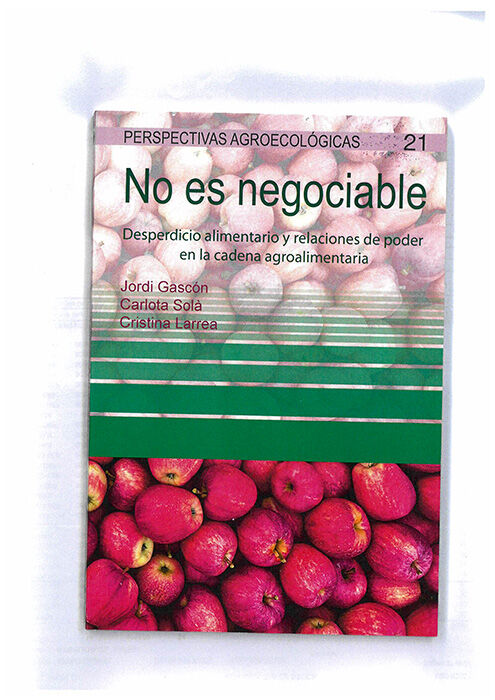 PERSPECTIVAS AGROECOLÓGICAS 21
No es negociable
Desperdicio alimentario y relaciones de poder
en la cadena agroalimentaria
Jordi Gascón
Carlota Solà
Cristina Larrea